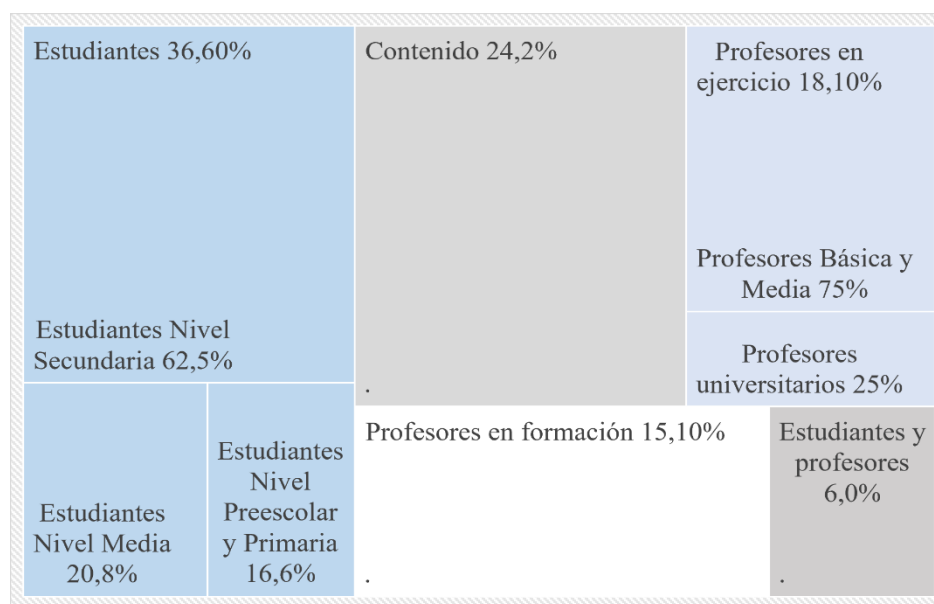 Estudiantes 36,60%
Estudiantes Nivel
Secundaria 62,5%
Estudiantes
Nivel Media
20,8%
Estudiantes
Nivel
Preescolar
y Primaria
16,6%
Contenido 24,2%
.
Profesores en
ejercicio 18,10%
Profesores Básica y
Media 75%
Profesores
universitarios 25%
Profesores en formación 15,10%
.
Estudiantes y
profesores
6,0%
.